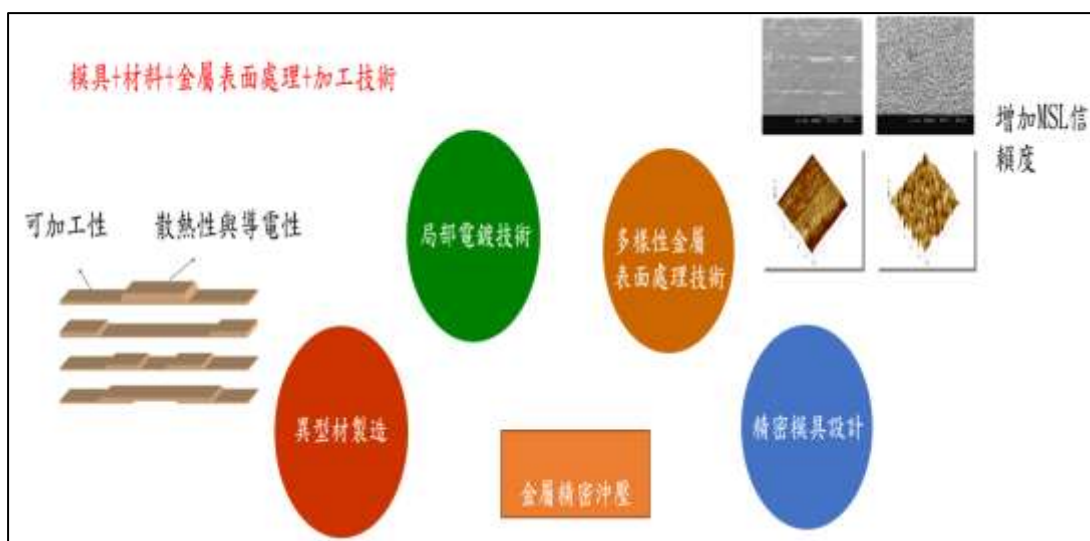 模具+材料+金屬表面處理+加工技術
增加MSL信
賴度
可加工性
散熱性與導電性
局部電鍍技術
多樣性金屬
表面處理技術
異型材製造
精密模具設計
金屬精密沖壓